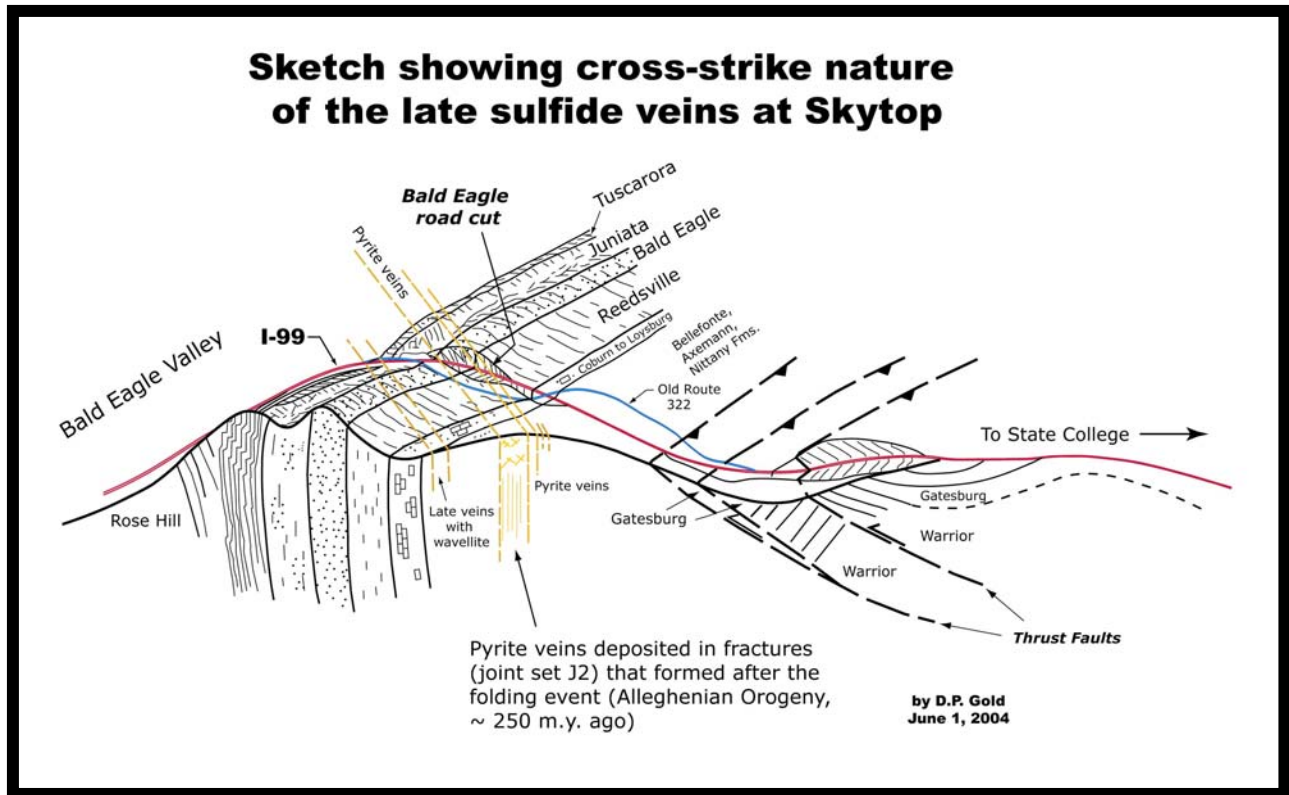 Sketch showing cross-strike nature
of the late sulfide veins at Skytop
Tuscarora
Bald Eagle
road cut
Juniata
Bald Eagle
Pyrite veins
Reedsville
I-99
Bald Eagle Valley
Coburn to Loysburg
Bellefonte,
Axemann,
Nittany Fms.
Old Route
322
To State College
Rose Hill
Late veins
with
wavellite
Pyrite veins
Gatesburg
Gatesburg
Warrior
Warrior
Thrust Faults
Pyrite veins deposited in fractures
(joint set J2) that formed after the
folding event (Alleghenian Orogeny,
~ 250 m.y. ago)
by D.P. Gold
June 1, 2004